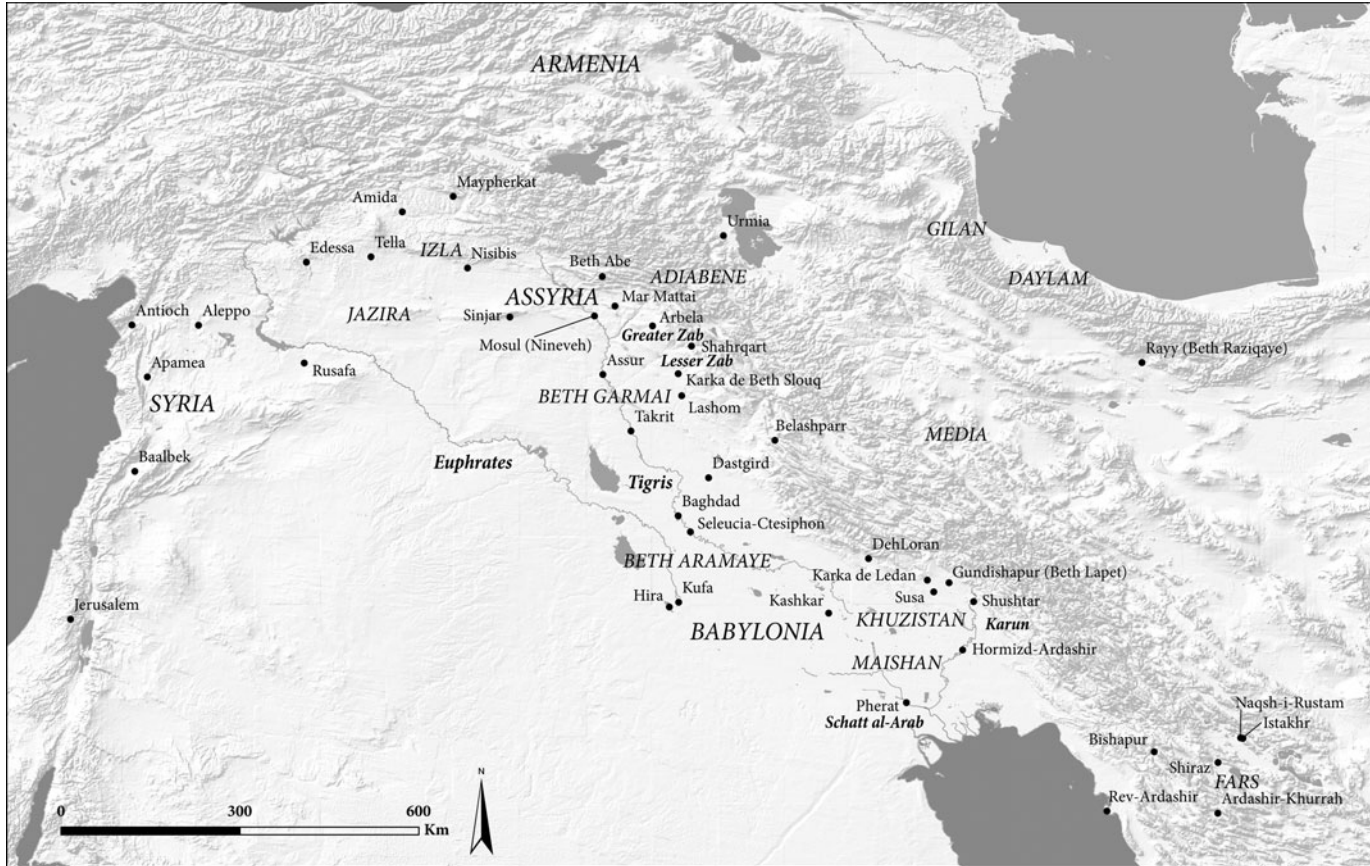 ARMENIA
Maypherkat
Amida
Urmia
GILAN
Edessa
Tella
IZLA
Nisibis
Beth Abe
ADIABENE
DAYLAM
ASSYRIA
Mar Mattai
Antioch
Aleppo
JAZIRA
Sinjar
Arbela
Greater Zab
Mosul (Nineveh)
Shahrqart
Rayy (Beth Raziqaye)
Lesser Zab
Assur
Apamea
Rusafa
Karka de Beth Slouq
SYRIA
BETH GARMAI
Lashom
Takrit
Belashparr
MEDIA
Baalbek
Euphrates
Dastgird
Tigris
Baghdad
Seleucia-Ctesiphon
DehLoran
BETH ARAMAYE
Karka de Ledan
Gundishapur (Beth Lapet)
Jerusalem
Hira
Kufa
Kashkar
Susa
Shushtar
KHUZISTAN
Karun
BABYLONIA
Hormizd-Ardashir
MAISHAN
Pherat
Schatt al-Arab
Naqsh-i-Rustam
Istakhr
Bishapur
Shiraz
FARS
Rev-Ardashir
Ardashir-Khurrah
N
0 300 600
Km